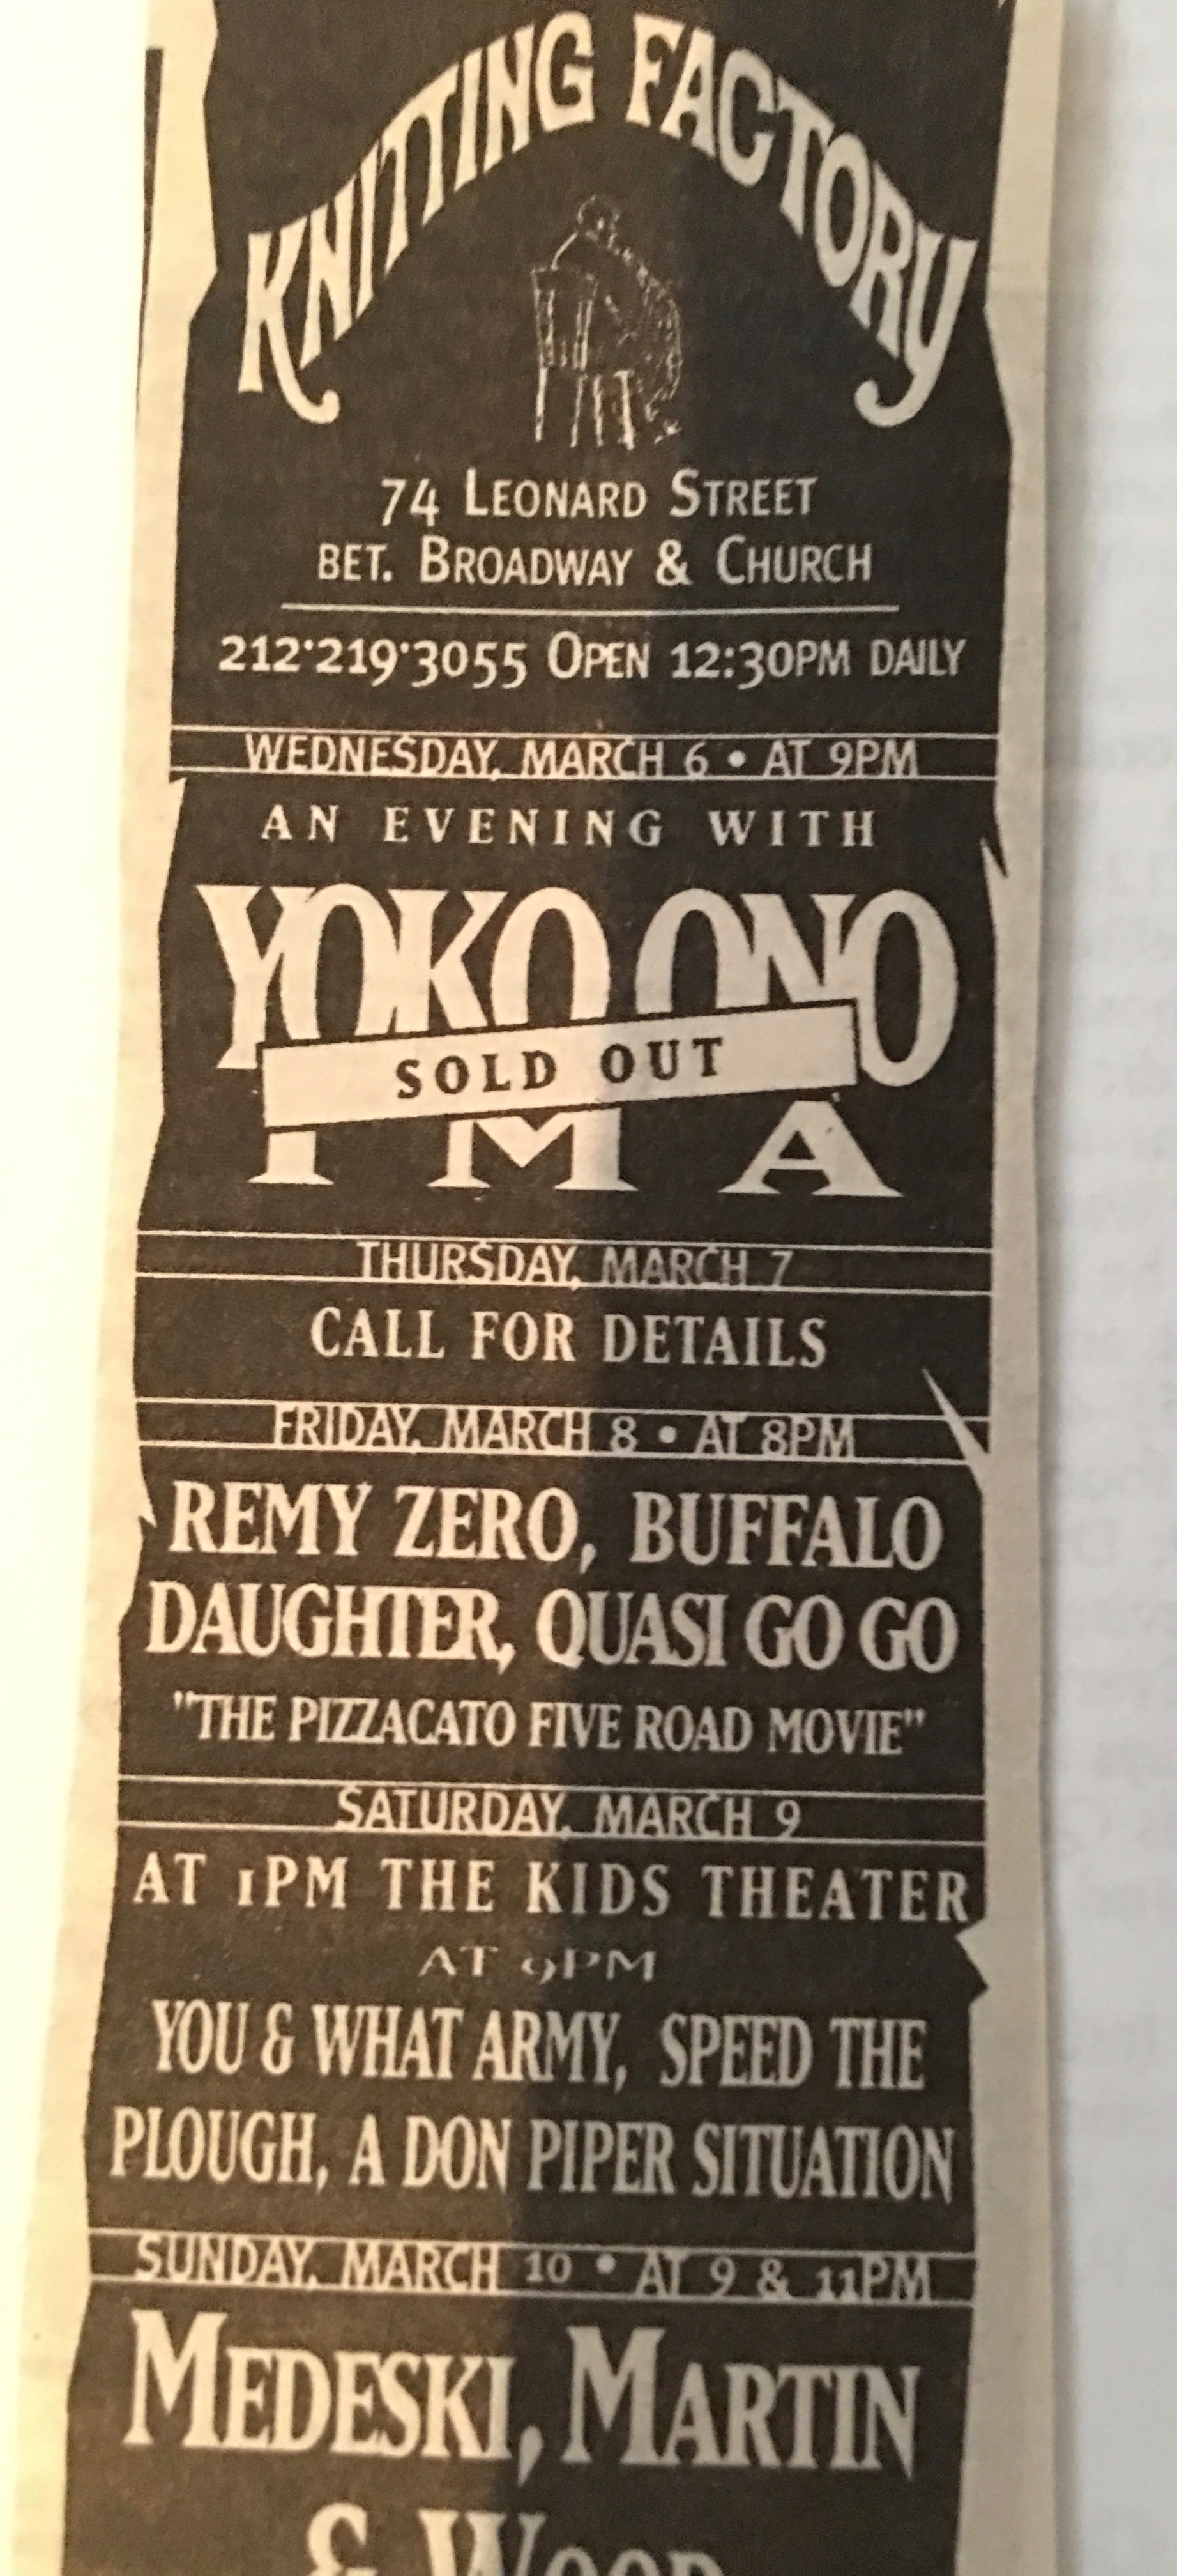 KNITTING FACTORY
74 LEONARD STREET
BET. BROADWAY & CHURCH
212·219·3055 OPEN 12:30PM DAILY
WEDNESDAY, MARCH 6 • AT 9PM
AN EVENING WITH
YOKO ONO
SOLD OUT
I M A
THURSDAY, MARCH 7
CALL FOR DETAILS
FRIDAY, MARCH 8 • AT 8PM
REMY ZERO, BUFFALO
DAUGHTER, QUASI GO GO
"THE PIZZACATO FIVE ROAD MOVIE"
SATURDAY, MARCH 9
AT 1PM THE KIDS THEATER
AT 9PM
YOU & WHAT ARMY, SPEED THE
PLOUGH, A DON PIPER SITUATION
SUNDAY, MARCH 10 • AT 9 & 11PM
MEDESKI, MARTIN
& WOOD